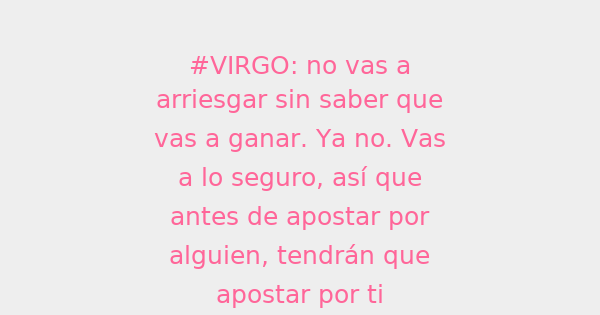 #VIRGO: no vas a
arriesgar sin saber que
vas a ganar. Ya no. Vas
a lo seguro, así que
antes de apostar por
alguien, tendrán que
apostar por ti